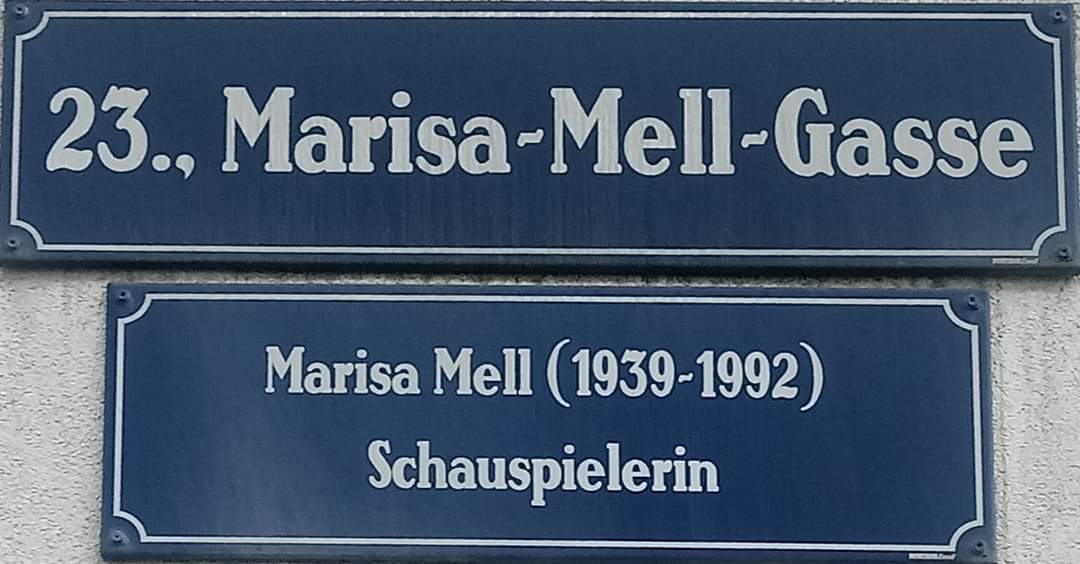 23., Marisa-Mell-Gasse
Marisa Mell (1939-1992)
Schauspielerin